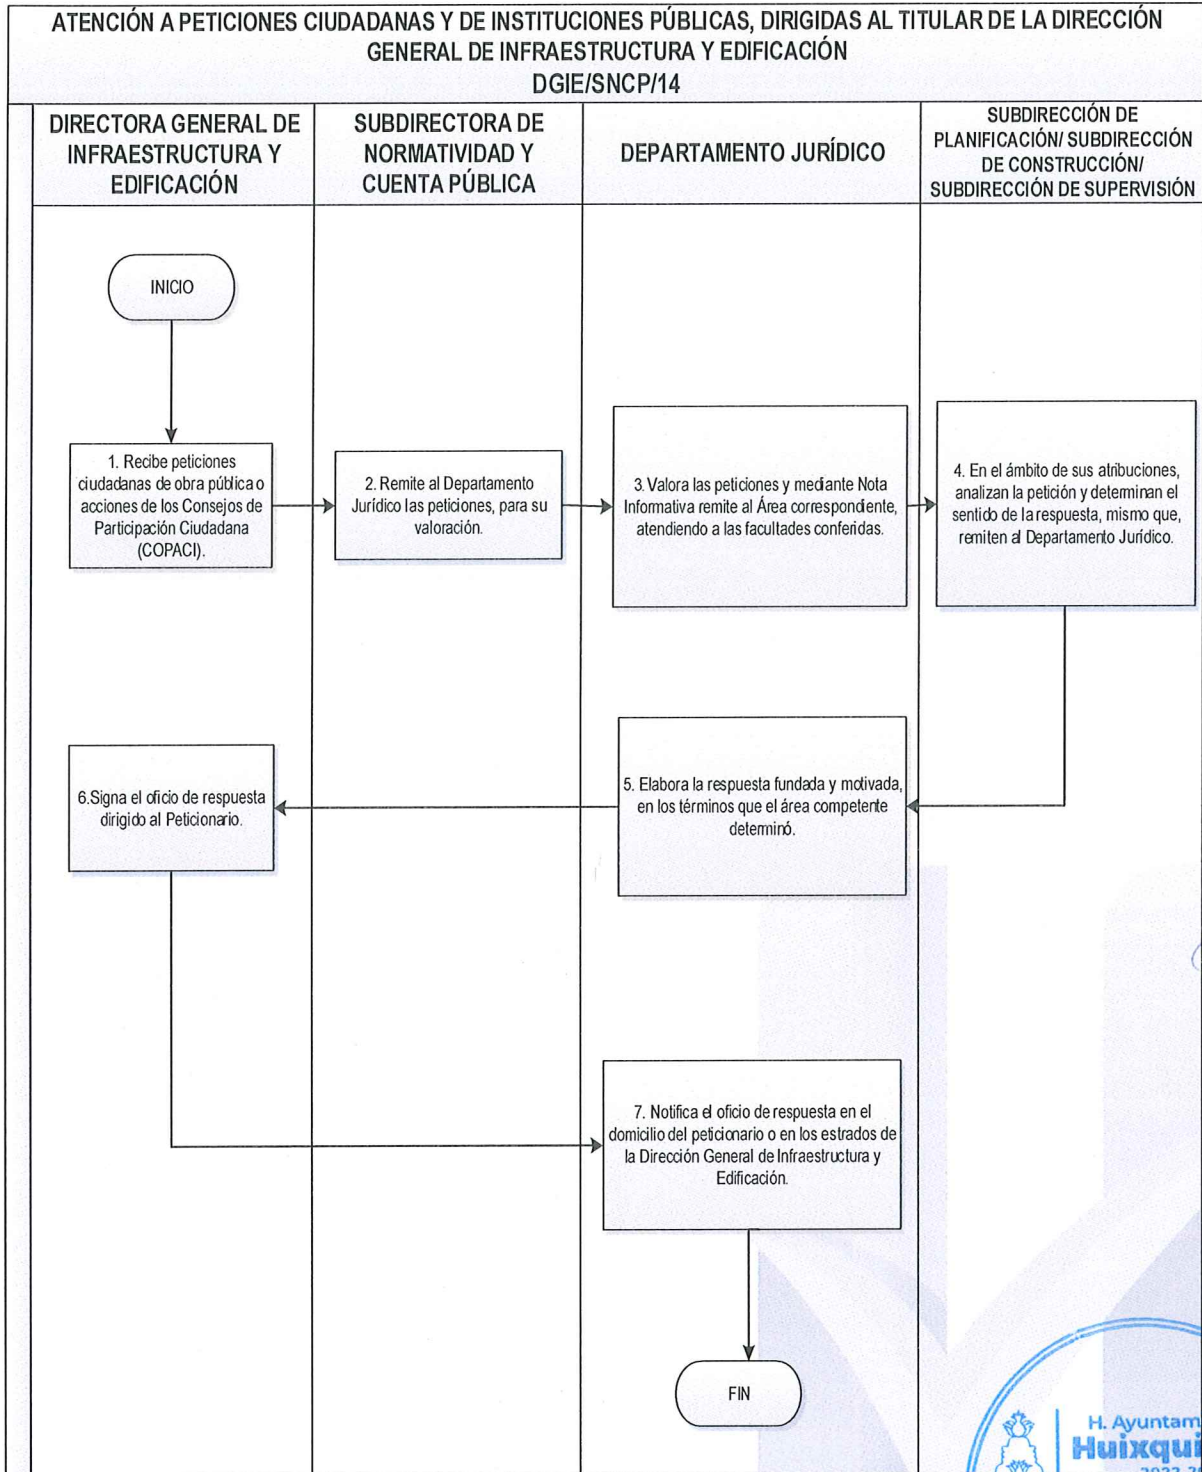 ATENCIÓN A PETICIONES CIUDADANAS Y DE INSTITUCIONES PÚBLICAS, DIRIGIDAS AL TITULAR DE LA DIRECCIÓN
GENERAL DE INFRAESTRUCTURA Y EDIFICACIÓN
DGIE/SNCP/14
DIRECTORA GENERAL DE
INFRAESTRUCTURA Y
EDIFICACIÓN
SUBDIRECTORA DE
NORMATIVIDAD Y
CUENTA PÚBLICA
DEPARTAMENTO JURÍDICO
SUBDIRECCIÓN DE
PLANIFICACIÓN/ SUBDIRECCIÓN
DE CONSTRUCCIÓN/
SUBDIRECCIÓN DE SUPERVISIÓN
INICIO
1. Recibe peticiones
ciudadanas de obra pública o
acciones de los Consejos de
Participación Ciudadana
(COPACI).
2. Remite al Departamento
Jurídico las peticiones, para su
valoración.
3. Valora las peticiones y mediante Nota
Informativa remite al Área correspondiente,
atendiendo a las facultades conferidas.
4. En el ámbito de sus atribuciones,
analizan la petición y determinan el
sentido de la respuesta, mismo que,
remiten al Departamento Jurídico.
5. Elabora la respuesta fundada y motivada,
en los términos que el área competente
determinó.
6.Signa el oficio de respuesta
dirigido al Peticionario.
7. Notifica el oficio de respuesta en el
domicilio del peticionario o en los estrados de
la Dirección General de Infraestructura y
Edificación.
FIN
H. Ayuntam
Huixqui